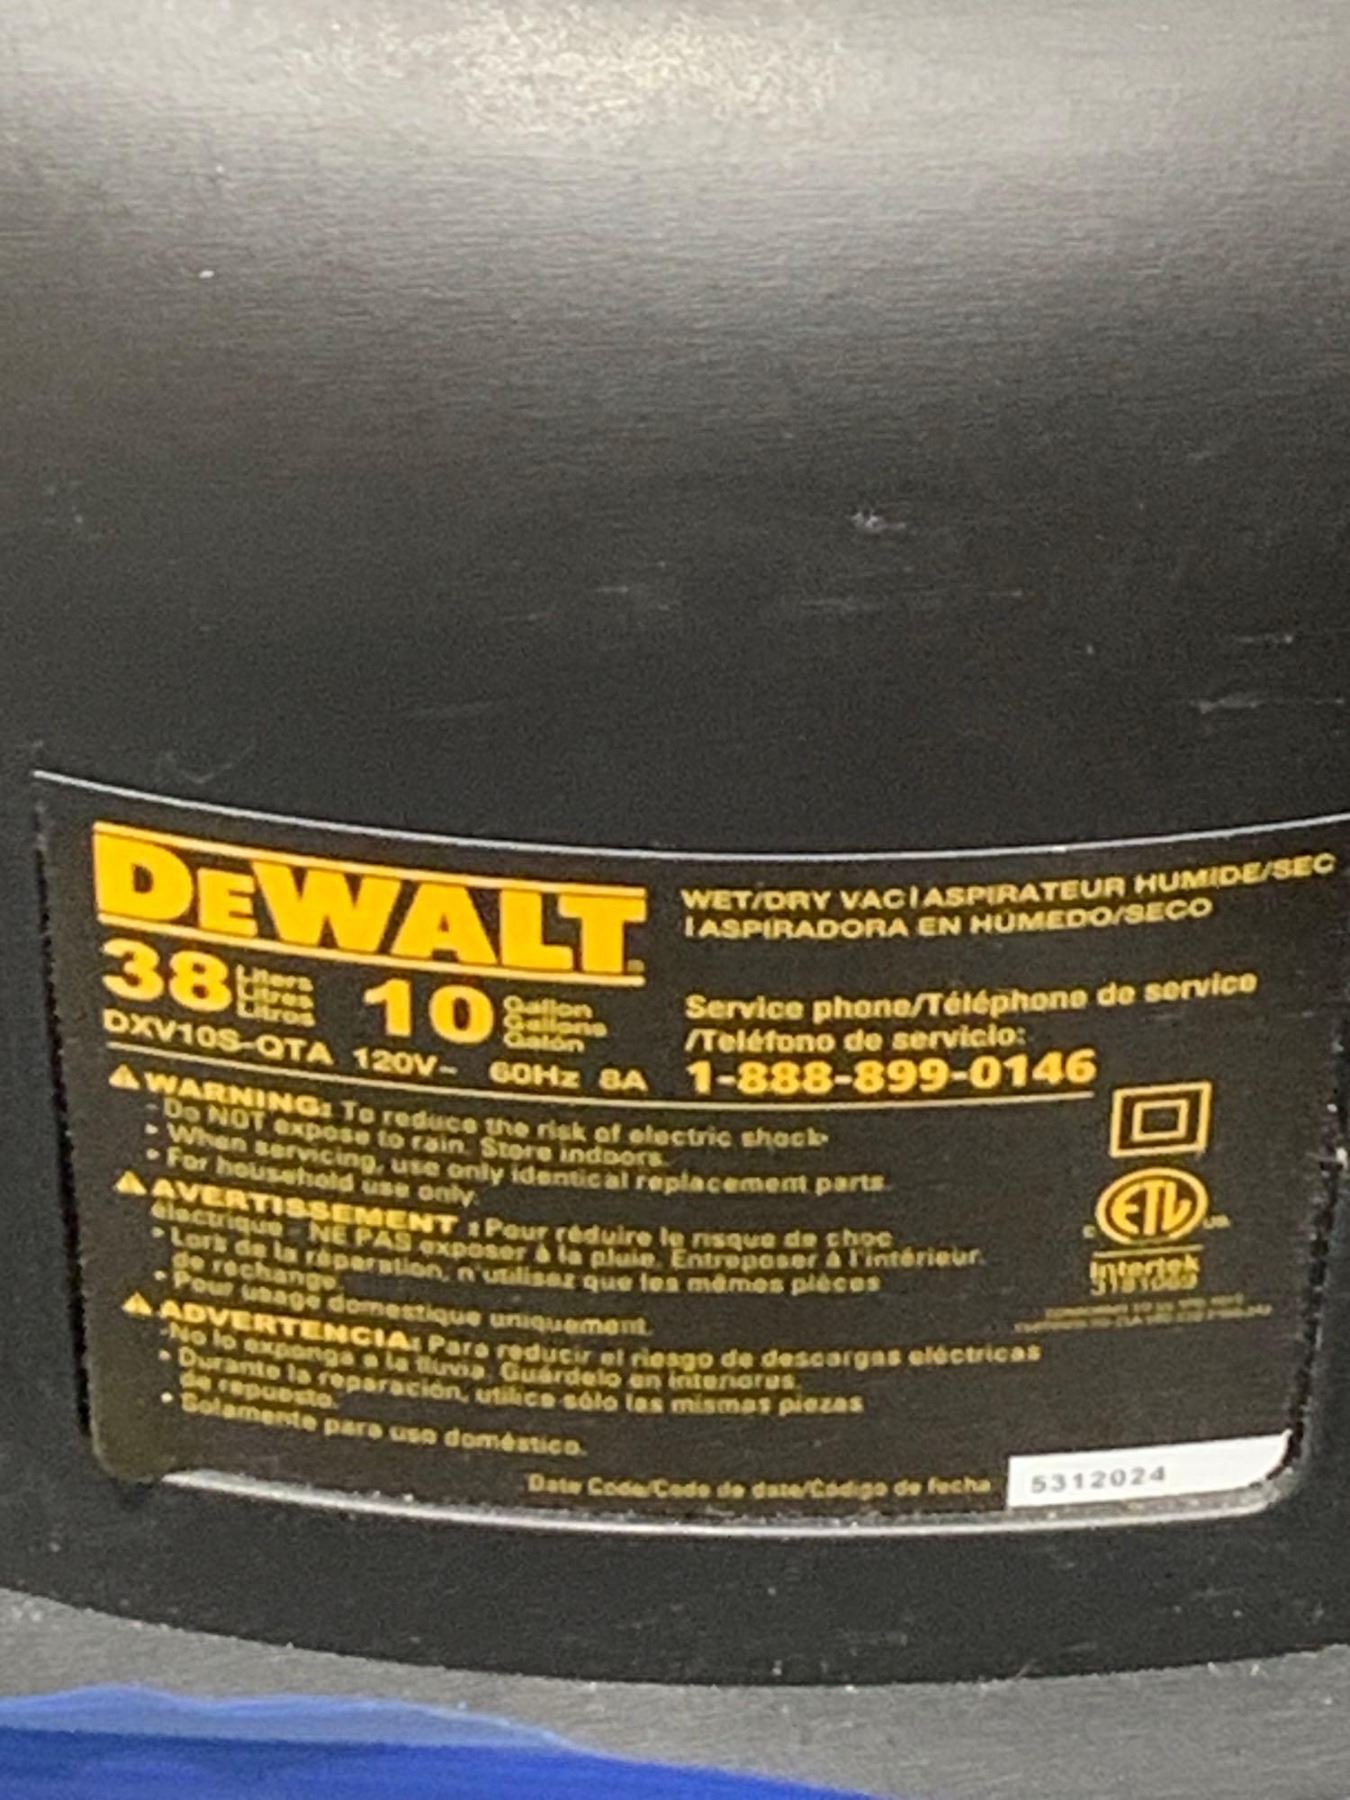 DEWALT
38 Liters Litres Litros 10 Gallon Gallons Galón
DXV10S-QTA 120V~ 60Hz 8A
WET/DRY VAC|ASPIRATEUR HUMIDE/SEC
|ASPIRADORA EN HÚMEDO/SECO
Service phone/Téléphone de service
/Teléfono de servicio:
1-888-899-0146
WARNING: To reduce the risk of electric shock-
- Do NOT expose to rain. Store indoors.
• When servicing, use only identical replacement parts.
• For household use only.
AVERTISSEMENT : Pour réduire le risque de choc
électrique - NE PAS exposer à la pluie. Entreposer à l'intérieur.
• Lors de la réparation, n'utilisez que les mêmes pièces
de rechange.
• Pour usage domestique uniquement.
ADVERTENCIA: Para reducir el riesgo de descargas eléctricas
-No lo exponga a la lluvia. Guárdelo en interiores.
• Durante la reparación, utilice sólo las mismas piezas
de repuesto.
• Solamente para uso doméstico.
ETL
C US
Intertek
Date Code/Code de date/Código de fecha 5312024